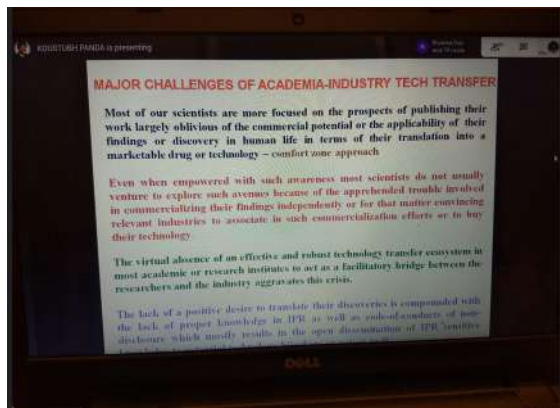 KOUSTUBH PANDA is presenting
MAJOR CHALLENGES OF ACADEMIA-INDUSTRY TECH TRANSFER
Most of our scientists are more focused on the prospects of publishing their
work largely oblivious of the commercial potential or the applicability of their
findings or discovery in human life in terms of their translation into a
marketable drug or technology – comfort zone approach
Even when empowered with such awareness most scientists do not usually
venture to explore such avenues because of the apprehended trouble involved
in commercializing their findings independently or for that matter convincing
relevant industries to associate in such commercialization efforts or to buy
their technology
The virtual absence of an effective and robust technology transfer ecosystem in
most academic or research institutes to act as a facilitatory bridge between the
researchers and the industry aggravates this crisis.
The lack of a positive desire to translate their discoveries is compounded with
the lack of proper knowledge in IPR as well as code-of-conducts of non-
disclosure which mostly results in the open dissemination of IPR sensitive
DELL